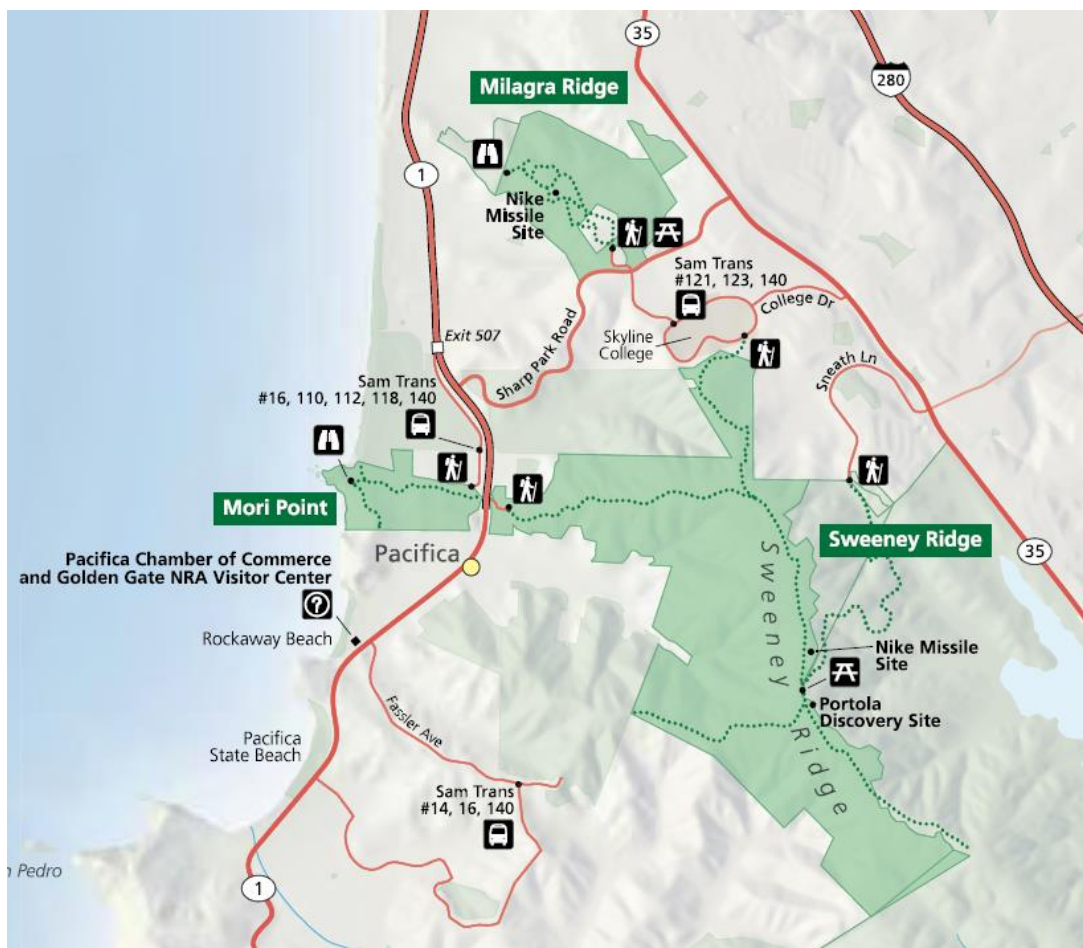 35
280
Milagra Ridge
1
Nike
Missile
Site
Sam Trans
#121, 123, 140
College Dr
Exit 507
Sharp Park Road
Skyline
College
Sneath Ln
Sam Trans
#16, 110, 112, 118, 140
Mori Point
Sweeney Ridge
35
Pacifica
Pacifica Chamber of Commerce
and Golden Gate NRA Visitor Center
?
Rockaway Beach
Sweeney Ridge
Nike Missile
Site
Portola
Discovery Site
Fassler Ave
Pacifica
State Beach
Sam Trans
#14, 16, 140
Pedro
1